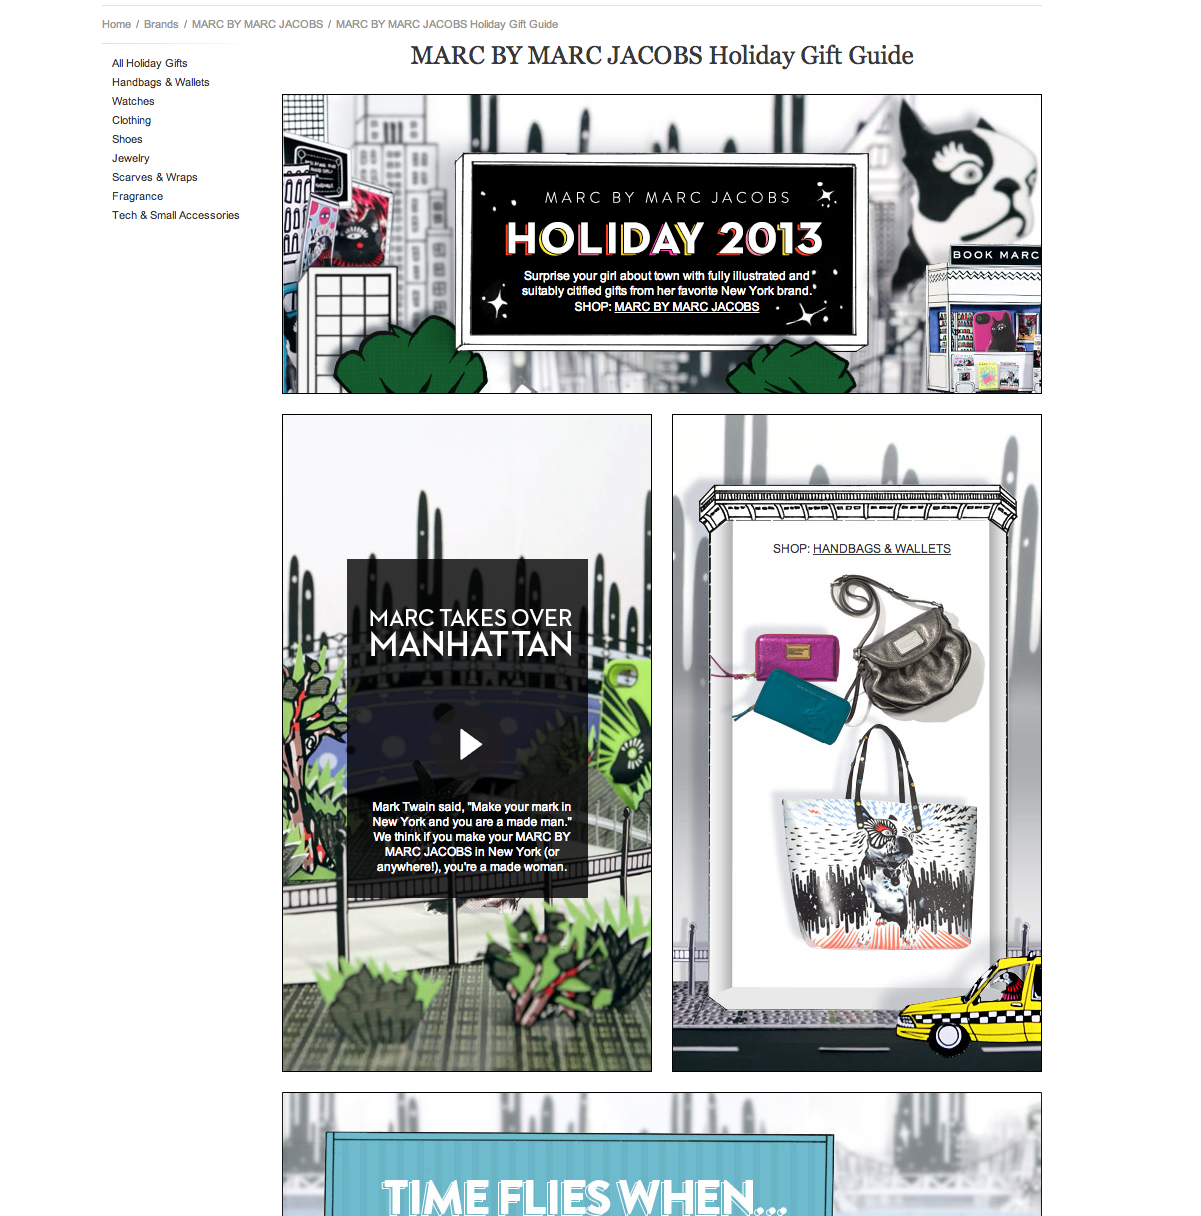 Home / Brands / MARC BY MARC JACOBS / MARC BY MARC JACOBS Holiday Gift Guide
All Holiday Gifts
Handbags & Wallets
Watches
Clothing
Shoes
Jewelry
Scarves & Wraps
Fragrance
Tech & Small Accessories
MARC BY MARC JACOBS Holiday Gift Guide
MARC BY MARC JACOBS
HOLIDAY 2013
Surprise your girl about town with fully illustrated and
suitably citified gifts from her favorite New York brand.
SHOP: MARC BY MARC JACOBS
BOOK MARC
MARC TAKES OVER
MANHATTAN
Mark Twain said, "Make your mark in
New York and you are a made man."
We think if you make your MARC BY
MARC JACOBS in New York (or
anywhere!), you're a made woman.
SHOP: HANDBAGS & WALLETS
TIME FLIES WHEN...